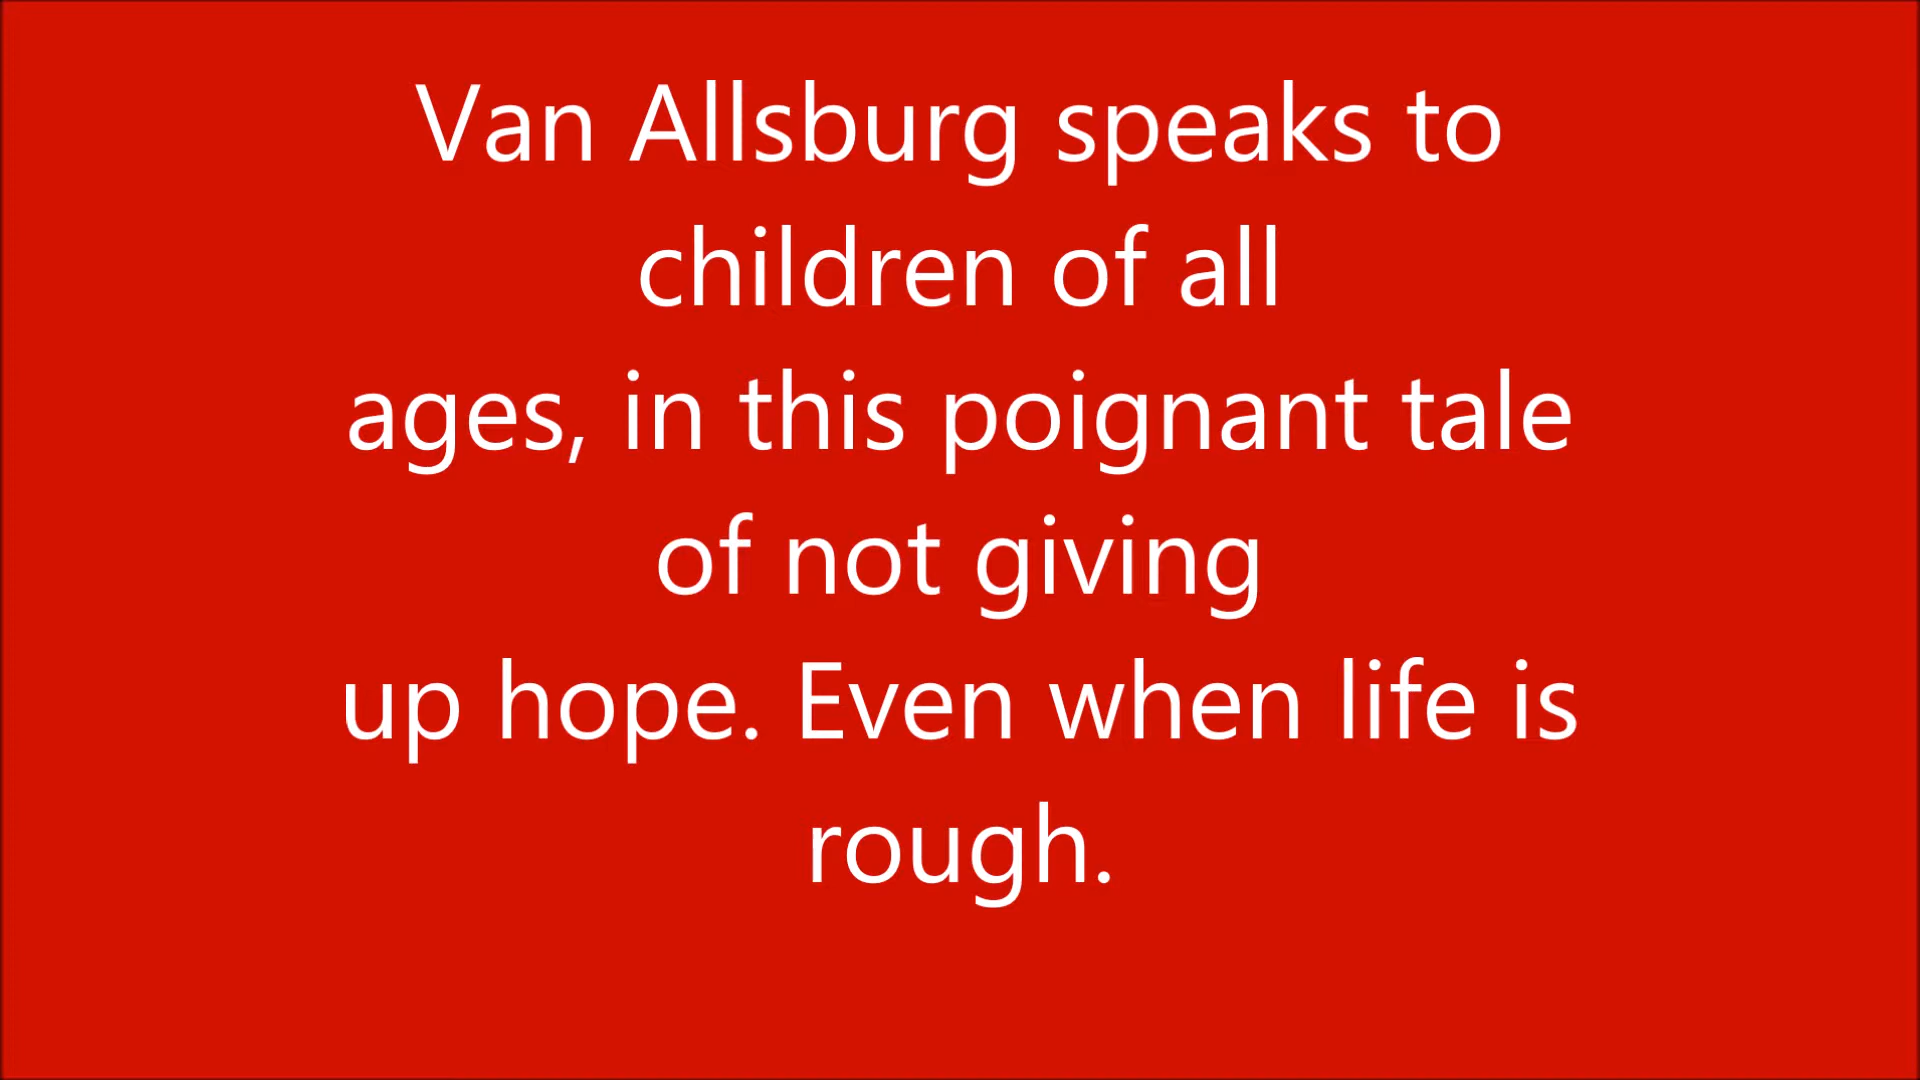 Van Allsburg speaks to
children of all
ages, in this poignant tale
of not giving
up hope. Even when life is
rough.